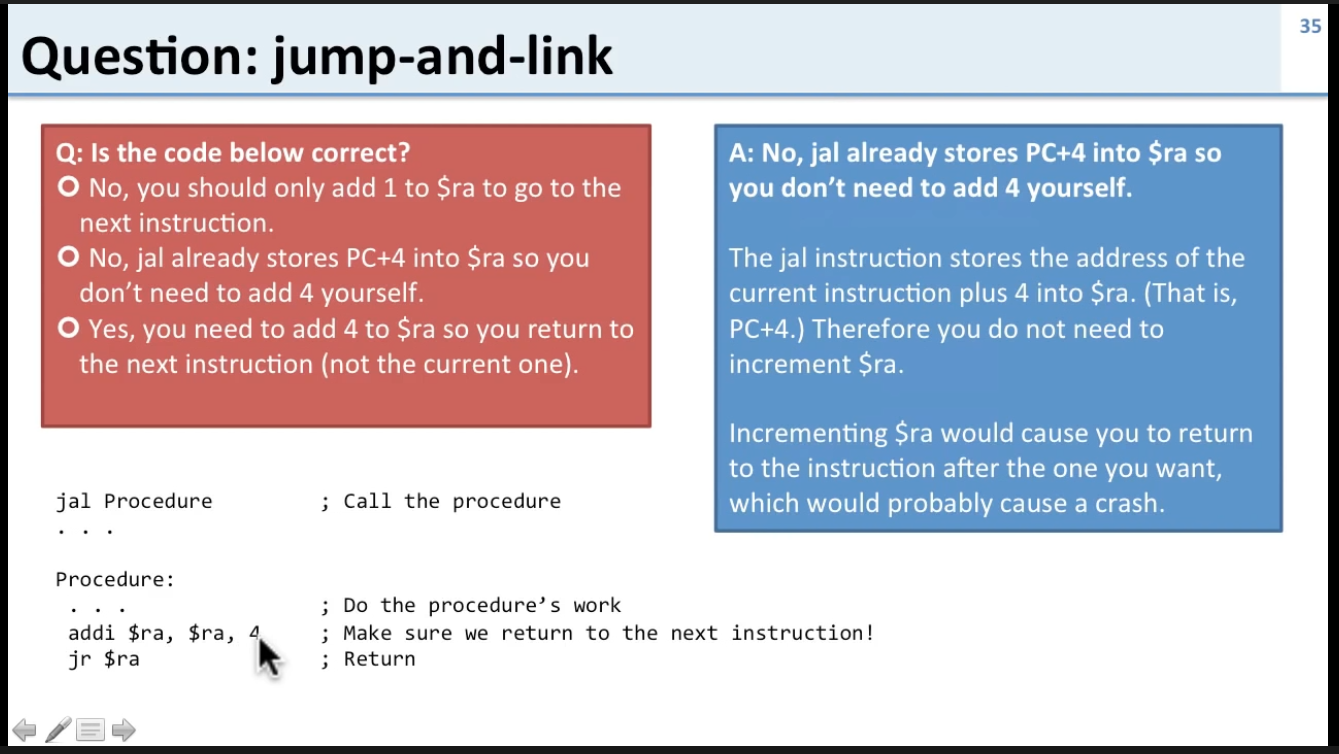 35
Question: jump-and-link
Q: Is the code below correct?
No, you should only add 1 to $ra to go to the
next instruction.
No, jal already stores PC+4 into $ra so you
don’t need to add 4 yourself.
Yes, you need to add 4 to $ra so you return to
the next instruction (not the current one).
A: No, jal already stores PC+4 into $ra so
you don’t need to add 4 yourself.
The jal instruction stores the address of the
current instruction plus 4 into $ra. (That is,
PC+4.) Therefore you do not need to
increment $ra.
Incrementing $ra would cause you to return
to the instruction after the one you want,
which would probably cause a crash.
jal Procedure ; Call the procedure
. . .
Procedure:
. . . ; Do the procedure’s work
addi $ra, $ra, 4 ; Make sure we return to the next instruction!
jr $ra ; Return